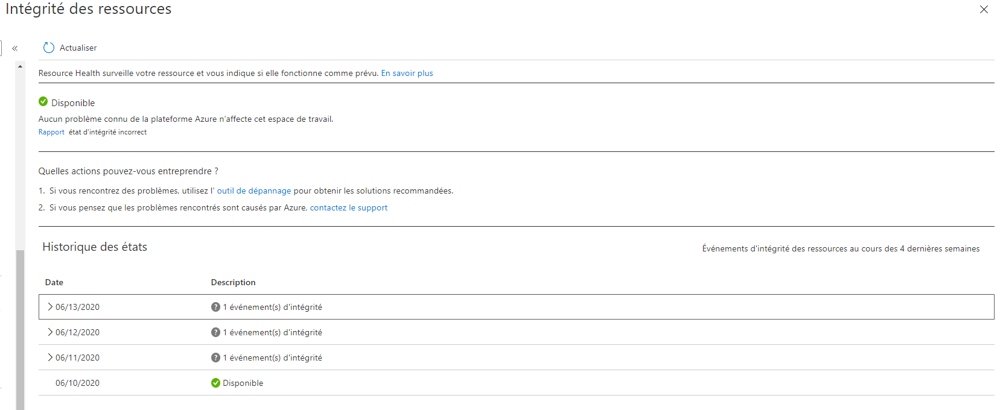 Intégrité des ressources
Actualiser
Resource Health surveille votre ressource et vous indique si elle fonctionne comme prévu. En savoir plus
Disponible
Aucun problème connu de la plateforme Azure n'affecte cet espace de travail.
Rapport état d'intégrité incorrect
Quelles actions pouvez-vous entreprendre ?
1. Si vous rencontrez des problèmes, utilisez l' outil de dépannage pour obtenir les solutions recommandées.
2. Si vous pensez que les problèmes rencontrés sont causés par Azure, contactez le support
Historique des états
Événements d'intégrité des ressources au cours des 4 dernières semaines
Date Description
06/13/2020 1 événement(s) d'intégrité
06/12/2020 1 événement(s) d'intégrité
06/11/2020 1 événement(s) d'intégrité
06/10/2020 Disponible